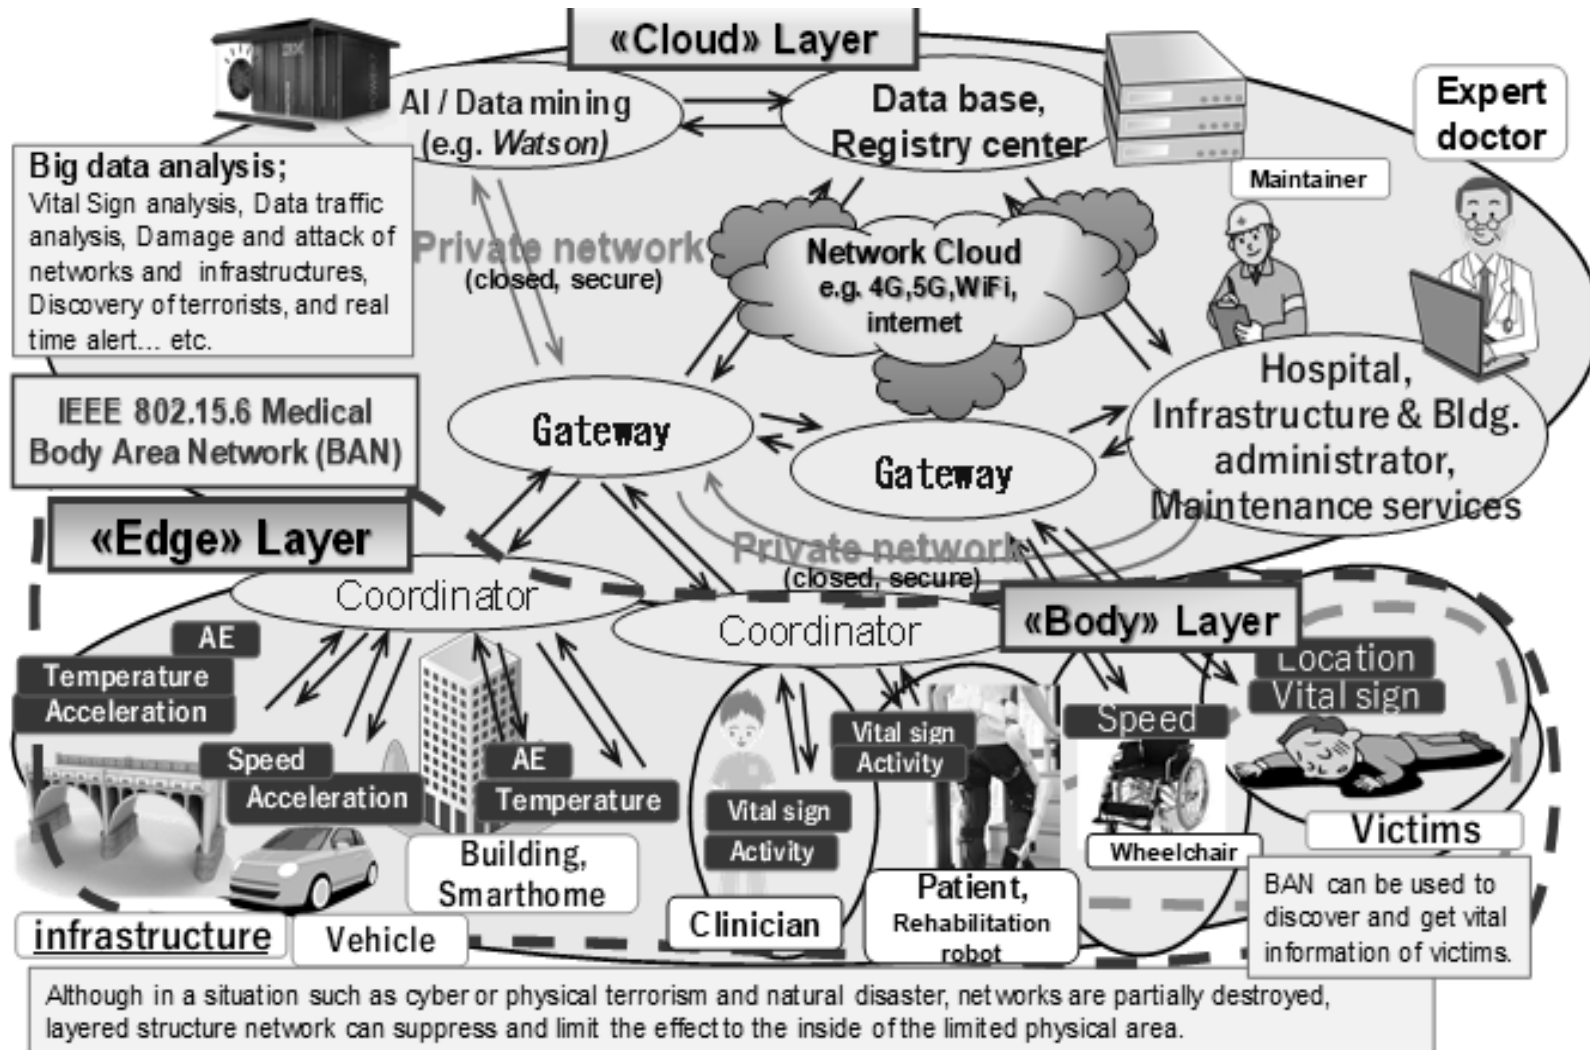 «Cloud» Layer
AI / Data mining
(e.g. Watson)
Data base,
Registry center
Expert
doctor
Maintainer
Big data analysis;
Vital Sign analysis, Data traffic
analysis, Damage and attack of
networks and infrastructures,
Discovery of terrorists, and real
time alert... etc.
Private network
(closed, secure)
Network Cloud
e.g. 4G,5G,WiFi,
internet
IEEE 802.15.6 Medical
Body Area Network (BAN)
Gateway
Gateway
Hospital,
Infrastructure & Bldg.
administrator,
Maintenance services
«Edge» Layer
Private network
(closed, secure)
Coordinator
Coordinator
«Body» Layer
AE
Temperature
Acceleration
Speed
Acceleration
AE
Temperature
Vital sign
Activity
Vital sign
Activity
Speed
Location
Vital sign
Building,
Smarthome
infrastructure
Vehicle
Clinician
Patient,
Rehabilitation
robot
Wheelchair
Victims
BAN can be used to
discover and get vital
information of victims.
Although in a situation such as cyber or physical terrorism and natural disaster, networks are partially destroyed,
layered structure network can suppress and limit the effect to the inside of the limited physical area.